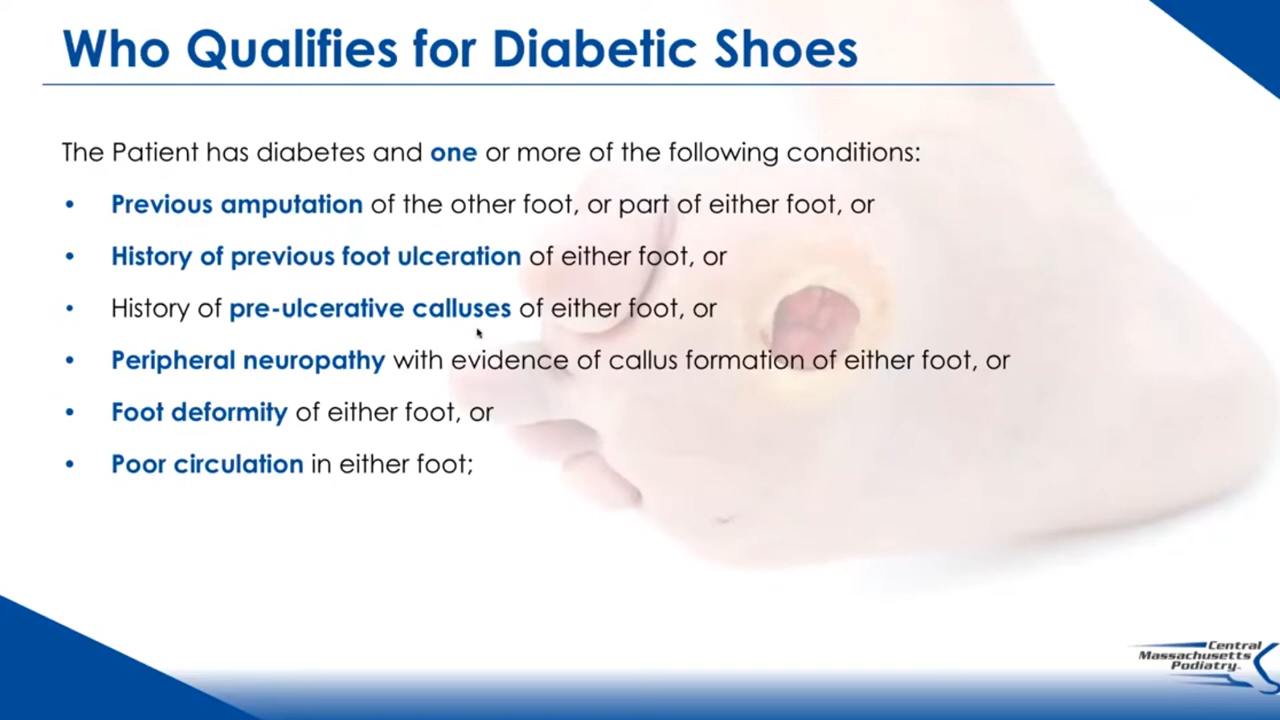 Who Qualifies for Diabetic Shoes
The Patient has diabetes and one or more of the following conditions:
• Previous amputation of the other foot, or part of either foot, or
• History of previous foot ulceration of either foot, or
• History of pre-ulcerative calluses of either foot, or
• Peripheral neuropathy with evidence of callus formation of either foot, or
• Foot deformity of either foot, or
• Poor circulation in either foot;
Central
Massachusetts
Podiatry